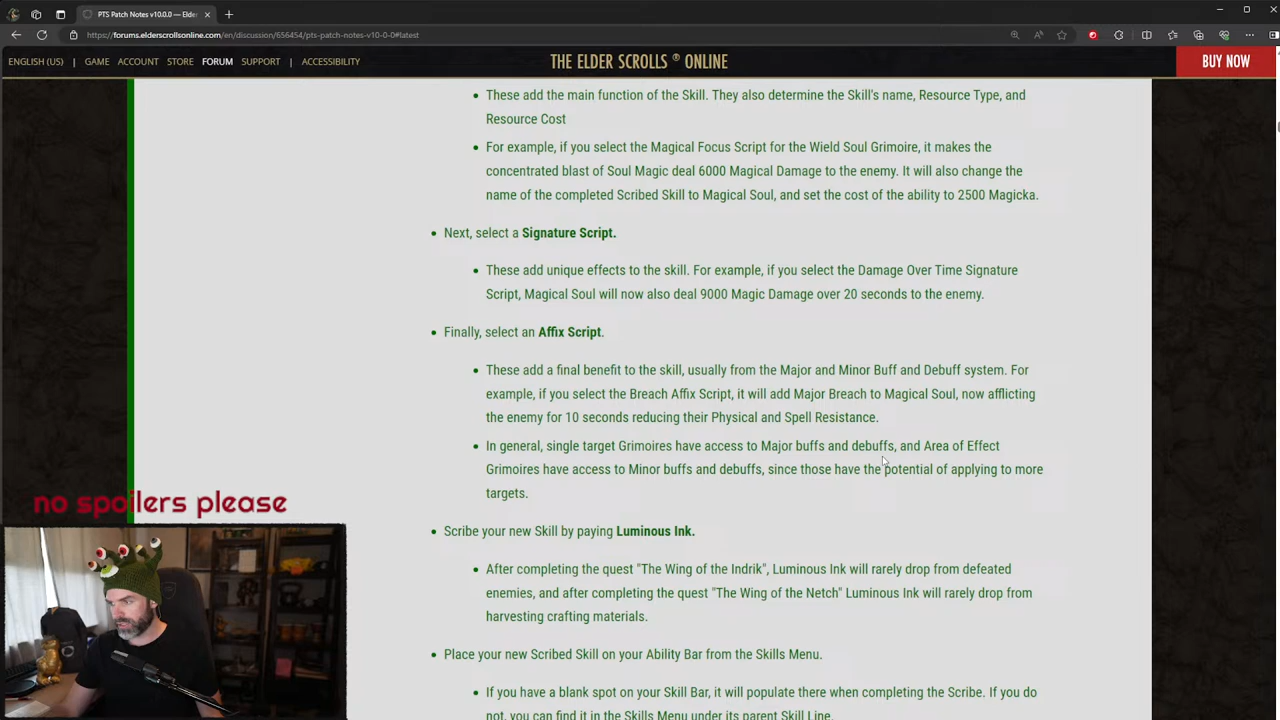 PTS Patch Notes v10.0.0 — Elder
https://forums.elderscrollsonline.com/en/discussion/656454/pts-patch-notes-v10-0-0#latest
ENGLISH (US) | GAME ACCOUNT STORE FORUM SUPPORT | ACCESSIBILITY
THE ELDER SCROLLS ® ONLINE
BUY NOW
These add the main function of the Skill. They also determine the Skill's name, Resource Type, and
Resource Cost
For example, if you select the Magical Focus Script for the Wield Soul Grimoire, it makes the
concentrated blast of Soul Magic deal 6000 Magical Damage to the enemy. It will also change the
name of the completed Scribed Skill to Magical Soul, and set the cost of the ability to 2500 Magicka.
Next, select a Signature Script.
These add unique effects to the skill. For example, if you select the Damage Over Time Signature
Script, Magical Soul will now also deal 9000 Magic Damage over 20 seconds to the enemy.
Finally, select an Affix Script.
These add a final benefit to the skill, usually from the Major and Minor Buff and Debuff system. For
example, if you select the Breach Affix Script, it will add Major Breach to Magical Soul, now afflicting
the enemy for 10 seconds reducing their Physical and Spell Resistance.
In general, single target Grimoires have access to Major buffs and debuffs, and Area of Effect
Grimoires have access to Minor buffs and debuffs, since those have the potential of applying to more
targets.
no spoilers please
Scribe your new Skill by paying Luminous Ink.
After completing the quest "The Wing of the Indrik", Luminous Ink will rarely drop from defeated
enemies, and after completing the quest "The Wing of the Netch" Luminous Ink will rarely drop from
harvesting crafting materials.
Place your new Scribed Skill on your Ability Bar from the Skills Menu.
If you have a blank spot on your Skill Bar, it will populate there when completing the Scribe. If you do
not, you can find it in the Skills Menu under its parent Skill Line.